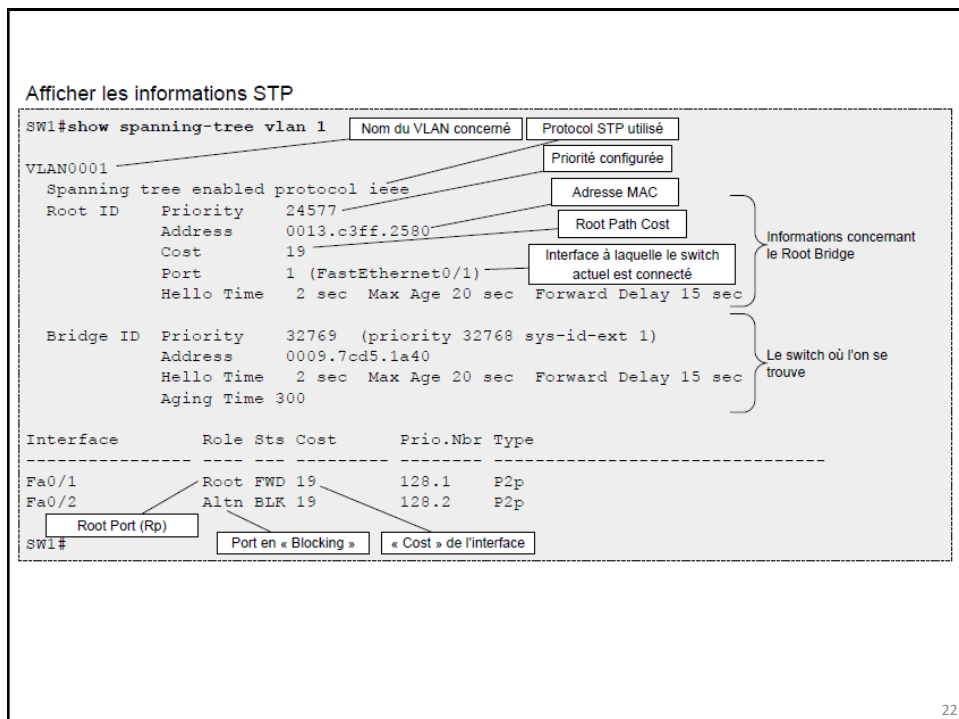 Afficher les informations STP
SW1#show spanning-tree vlan 1
Nom du VLAN concerné
Protocol STP utilisé
Priorité configurée
VLAN0001
Spanning tree enabled protocol ieee
Adresse MAC
Root ID Priority 24577
Address 0013.c3ff.2580
Root Path Cost
Cost 19
Interface à laquelle le switch
actuel est connecté
Port 1 (FastEthernet0/1)
Hello Time 2 sec Max Age 20 sec Forward Delay 15 sec
Informations concernant
le Root Bridge
Bridge ID Priority 32769 (priority 32768 sys-id-ext 1)
Address 0009.7cd5.1a40
Hello Time 2 sec Max Age 20 sec Forward Delay 15 sec
Aging Time 300
Le switch où l'on se
trouve
Interface Role Sts Cost Prio.Nbr Type
---------------- ---- --- --------- -------- --------------------------------
Fa0/1 Root FWD 19 128.1 P2p
Fa0/2 Altn BLK 19 128.2 P2p
Root Port (Rp)
Port en « Blocking »
« Cost » de l'interface
SW1#
22